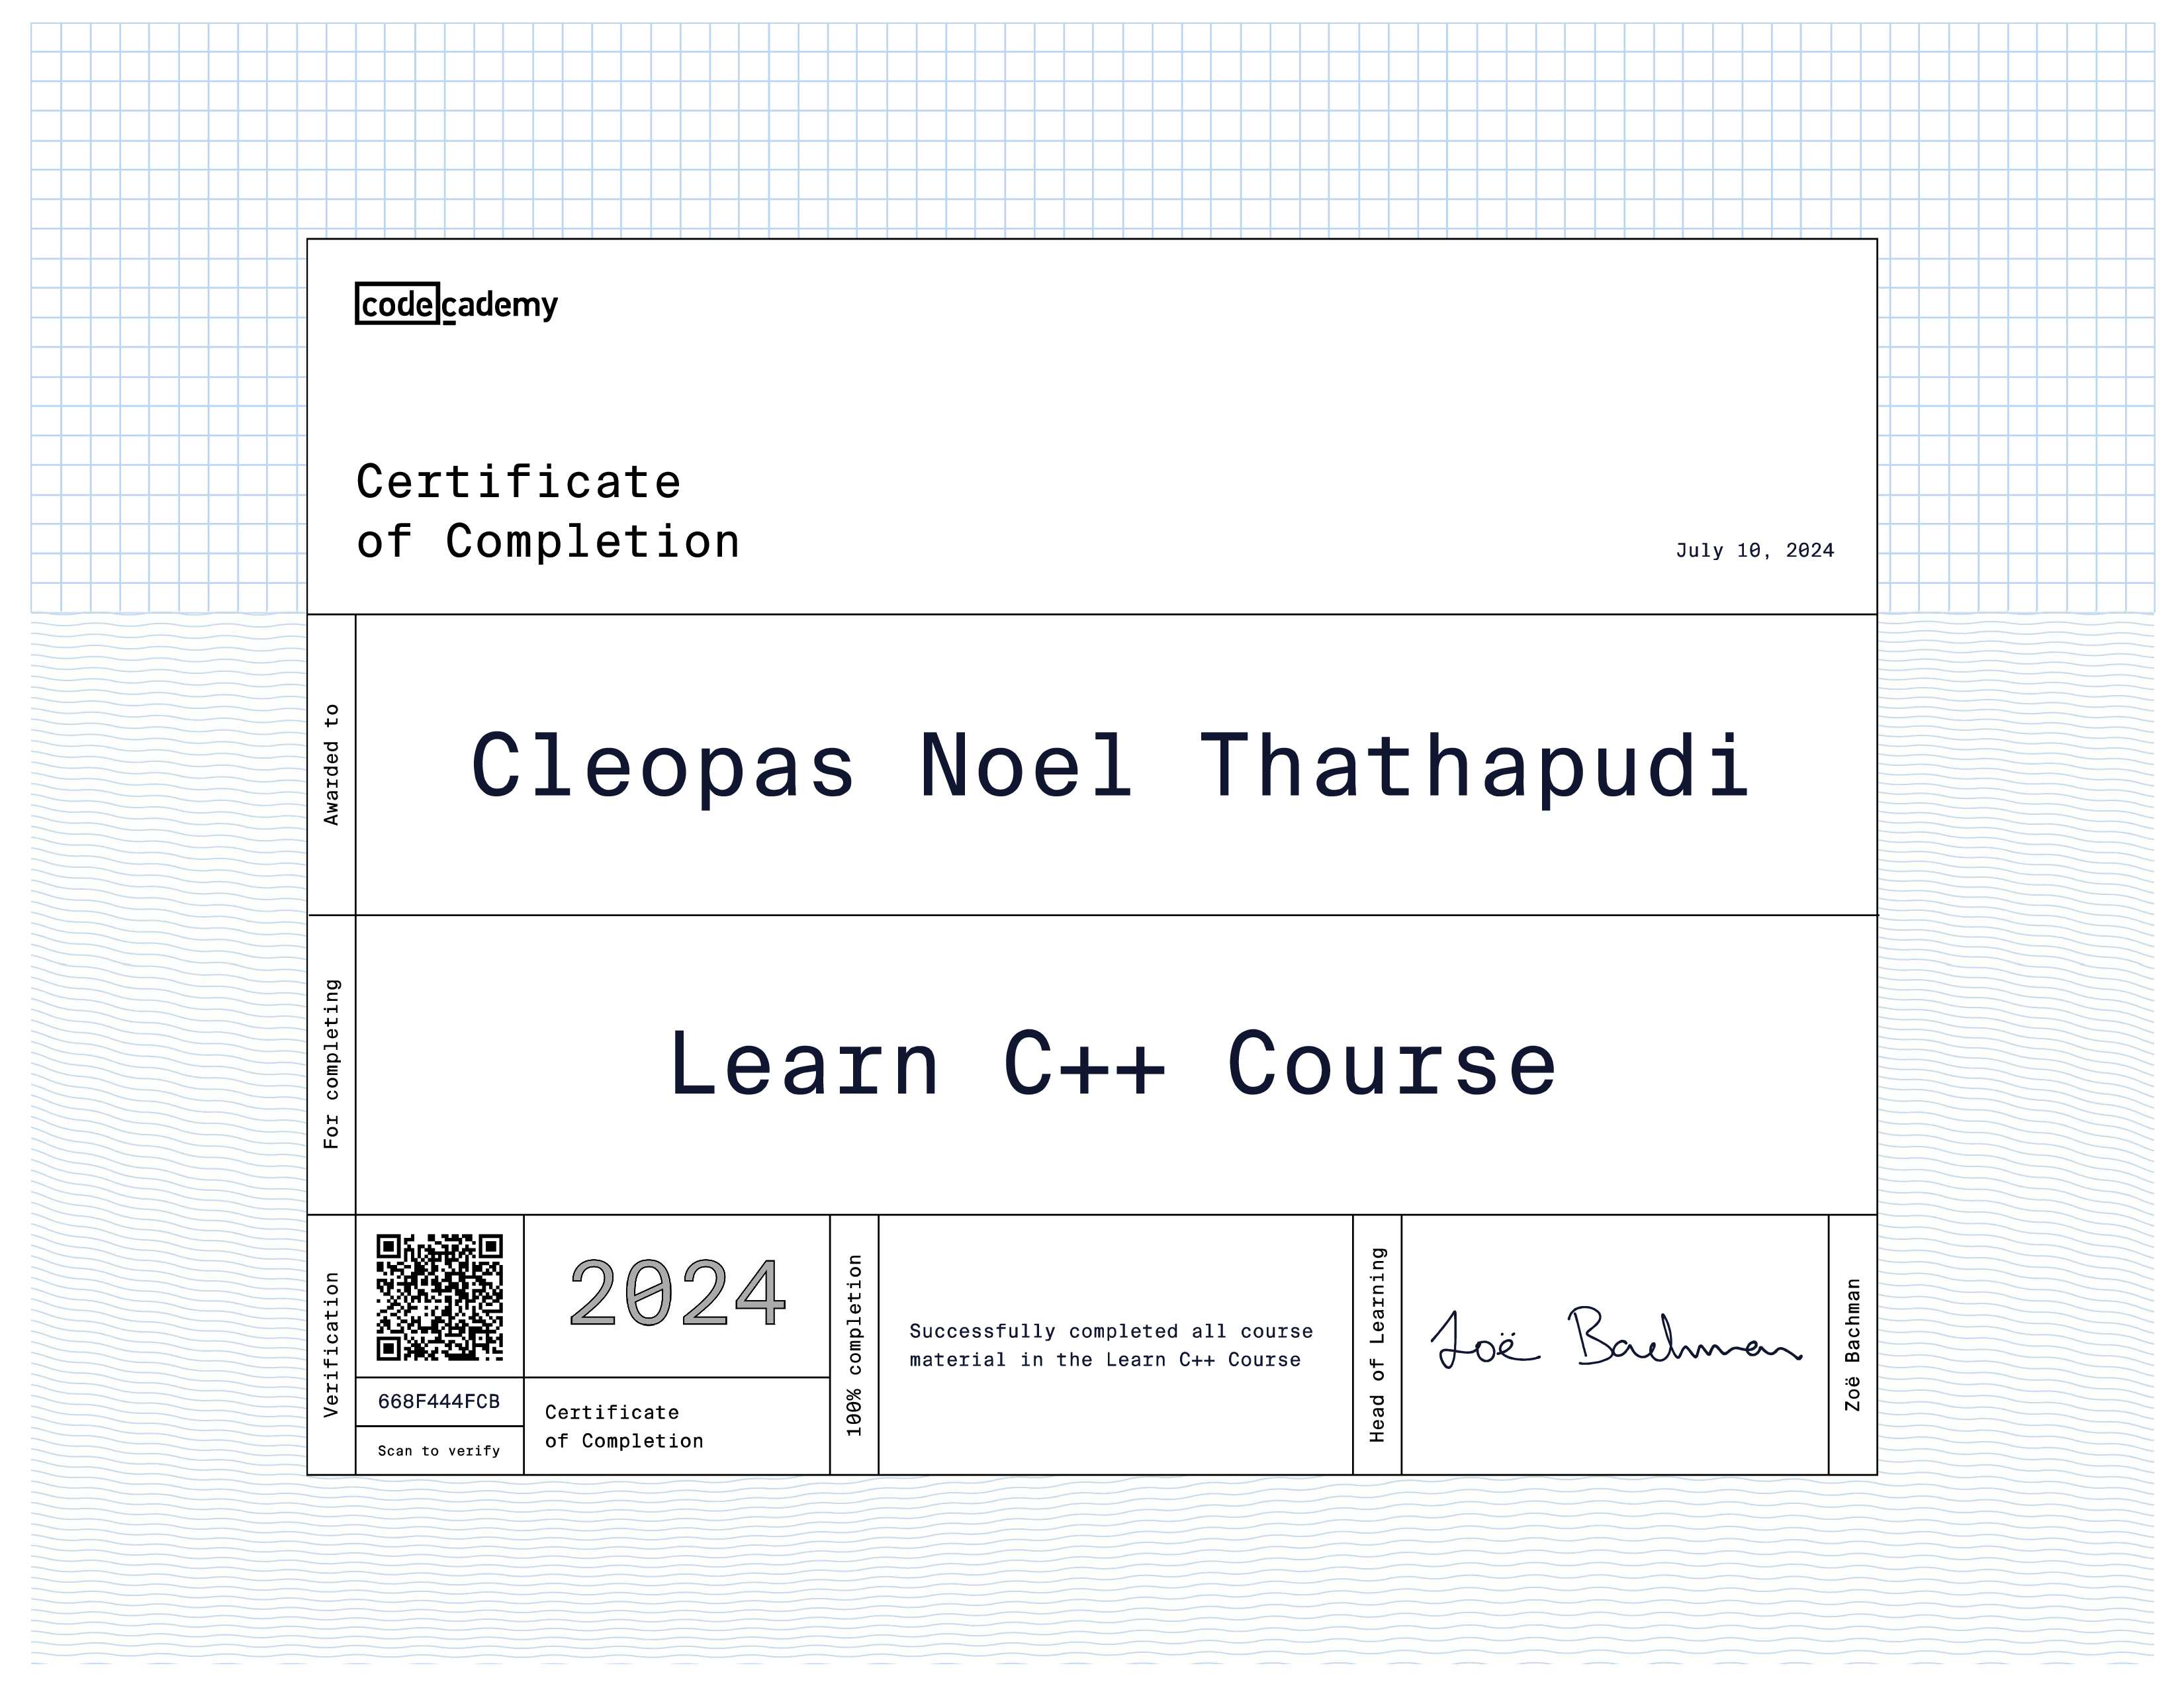 codecademy
Certificate
of Completion
July 10, 2024
Awarded to
Cleopas Noel Thathapudi
For completing
Learn C++ Course
Verification
668F444FCB
Scan to verify
2024
Certificate
of Completion
100% completion
Successfully completed all course
material in the Learn C++ Course
Head of Learning
Zoë Bachman
Zoë Bachman